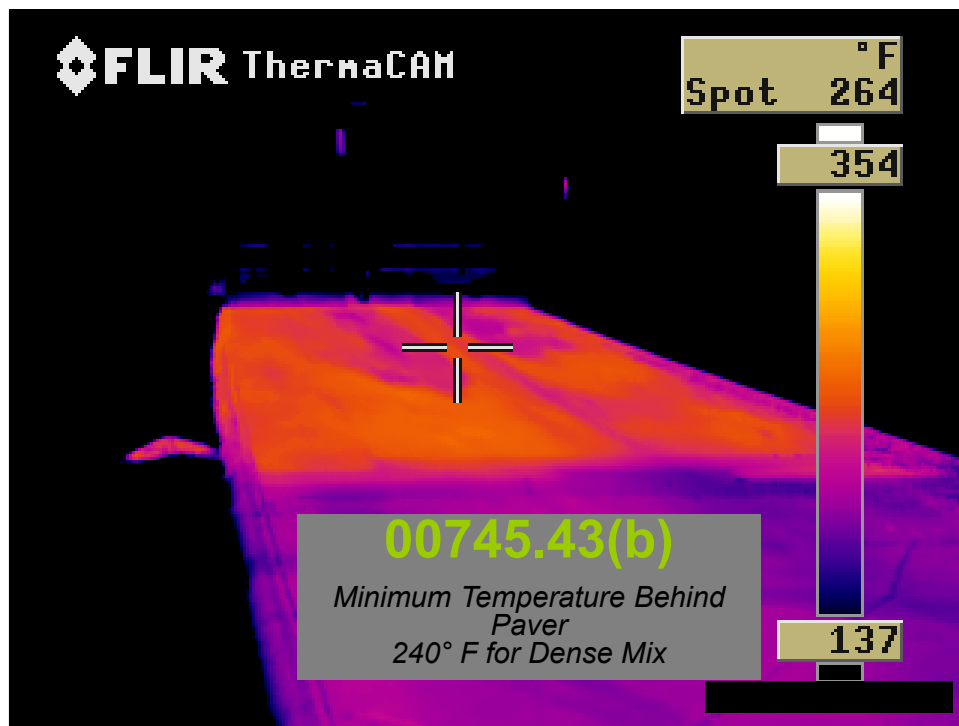 FLIR ThermaCAM
°F
Spot 264
354
00745.43(b)
Minimum Temperature Behind
Paver
240° F for Dense Mix
137